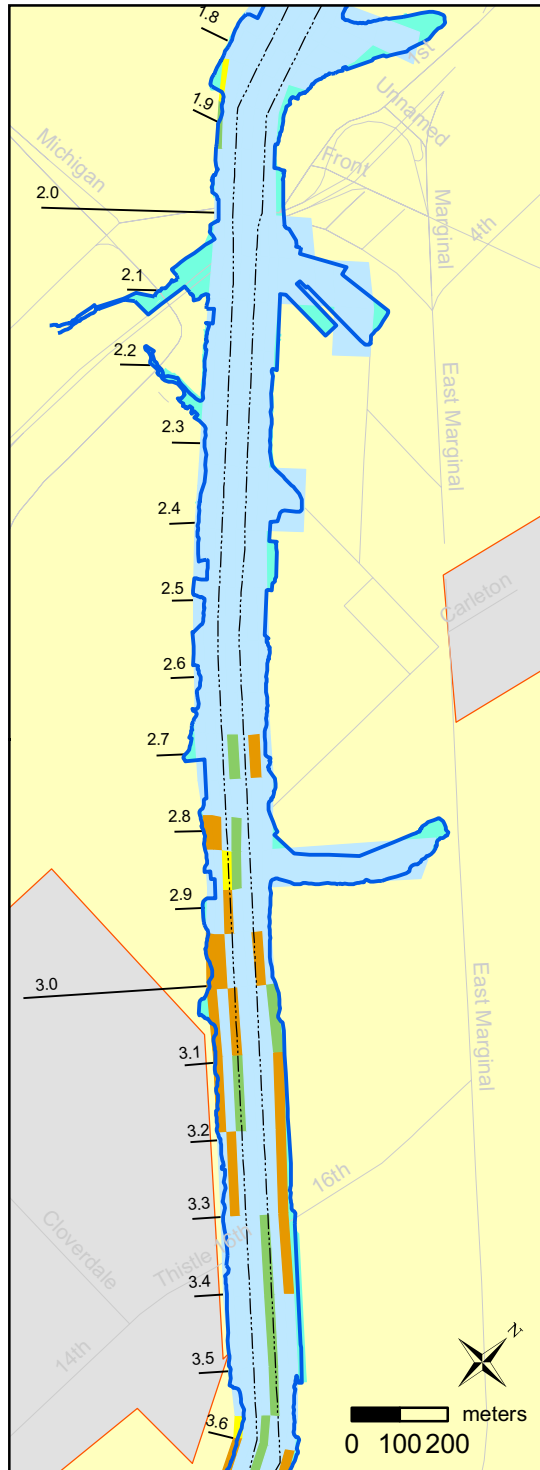 1.8
1st
1.9
Unnamed
Michigan
Front
2.0
Marginal
4th
2.1
2.2
East Marginal
2.3
2.4
2.5
Carleton
2.6
2.7
2.8
2.9
3.0
East Marginal
3.1
3.2
16th
3.3
Cloverdale
Thistle 16th
3.4
14th
3.5
N
3.6
meters
0 100 200